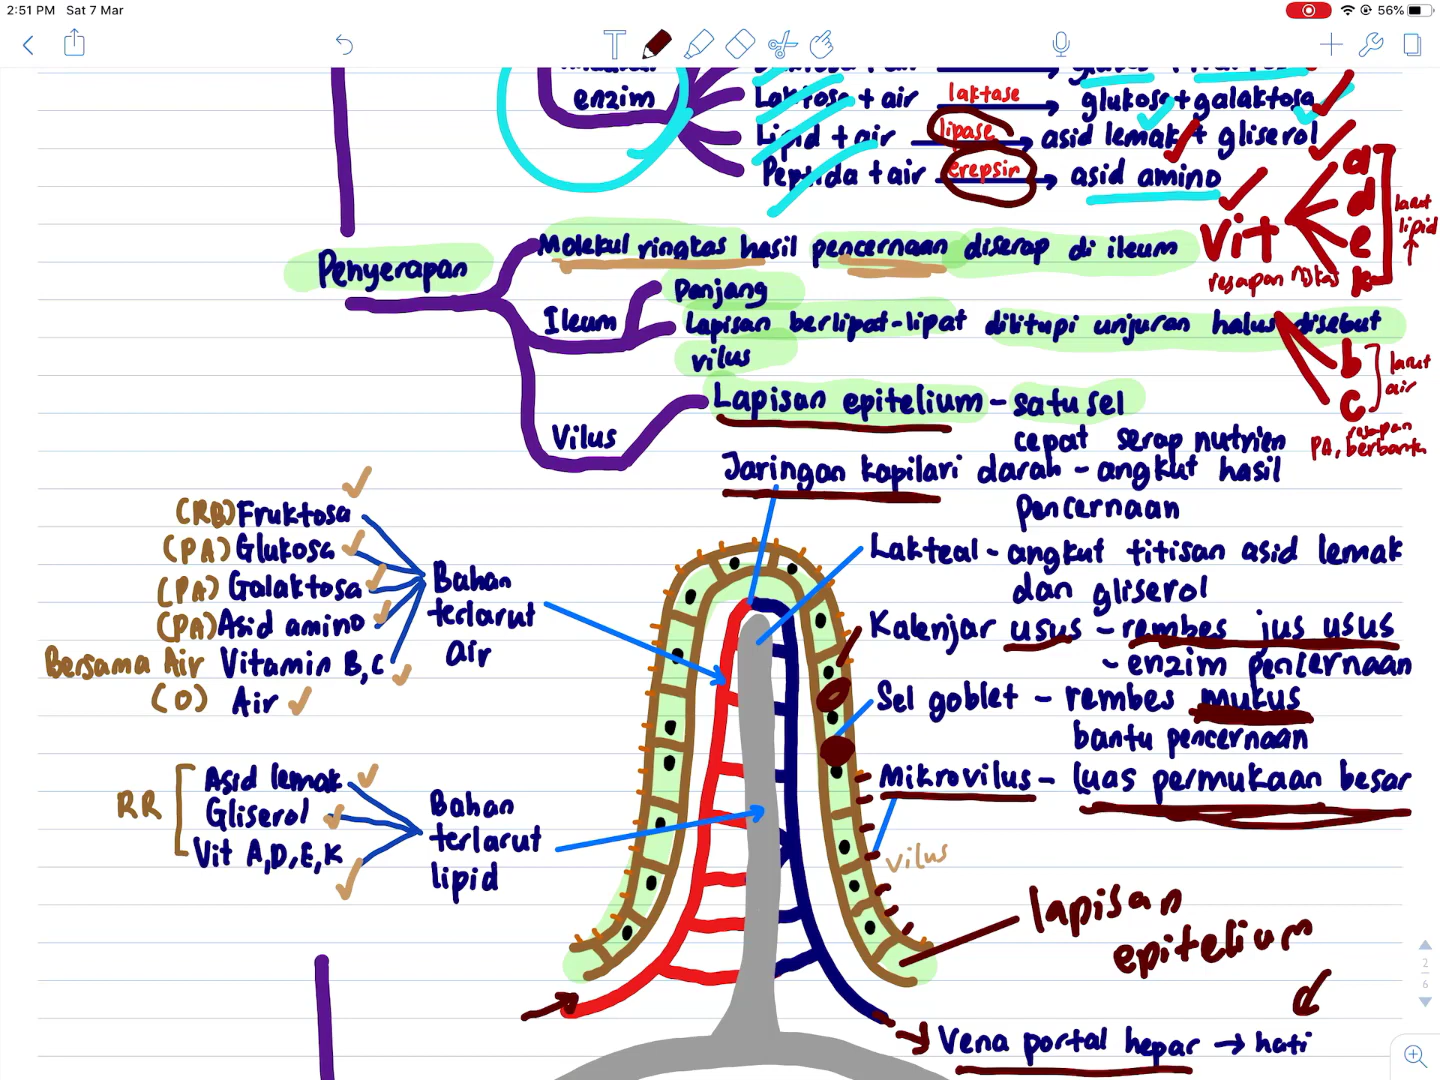 2:51 PM Sat 7 Mar
56%
enzim
Laktosa + air laktase glukosa + galaktosa
Lipid + air lipase asid lemak + gliserol
Peptida + air erepsin asid amino
Vit
a
d
e
k
larut
lipid
Penyerapan
Molekul ringkas hasil pencernaan diserap di ileum
resapan ringkas
Ileum
Panjang
Lapisan berlipat-lipat dilitupi unjuran halus disebut
vilus
b
c
larut
air
resapan
PA, berbantu
Vilus
Lapisan epitelium - satu sel
cepat serap nutrien
Jaringan kapilari darah - angkut hasil
pencernaan
(RB) Fruktosa
(PA) Glukosa
(PA) Galaktosa
(PA) Asid amino
Bersama Air Vitamin B,C
(O) Air
Bahan
terlarut
air
Lakteal - angkut titisan asid lemak
dan gliserol
Kalenjar usus - rembes jus usus
- enzim pencernaan
Sel goblet - rembes mukus
bantu pencernaan
Mikrovilus - luas permukaan besar
vilus
RR
Asid lemak
Gliserol
Vit A,D,E,K
Bahan
terlarut
lipid
lapisan
epitelium
Vena portal hepar → hati
2
6